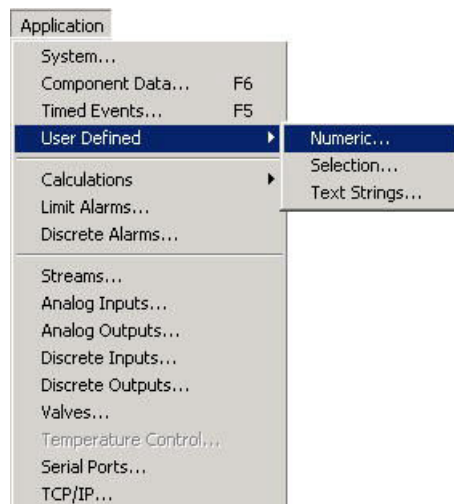 Application
System...
Component Data... F6
Timed Events... F5
User Defined
Numeric...
Selection...
Text Strings...
Calculations
Limit Alarms...
Discrete Alarms...
Streams...
Analog Inputs...
Analog Outputs...
Discrete Inputs...
Discrete Outputs...
Valves...
Temperature Control...
Serial Ports...
TCP/IP...